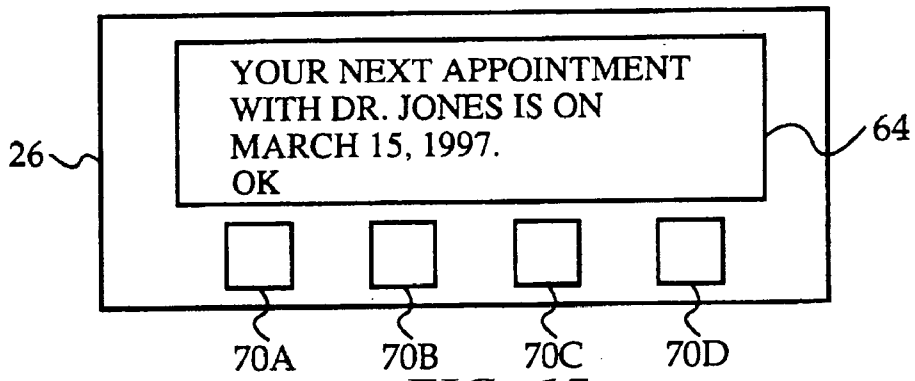 YOUR NEXT APPOINTMENT
WITH DR. JONES IS ON
MARCH 15, 1997.
OK
26
64
70A 70B 70C 70D